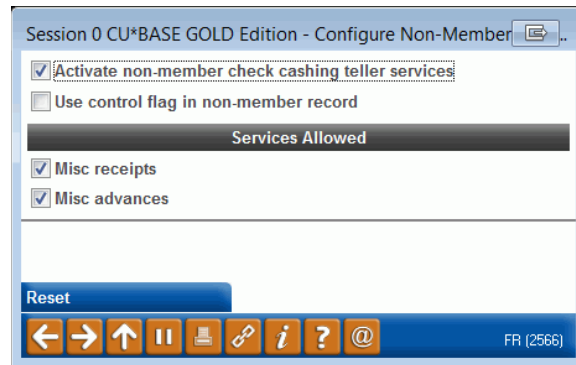 Session 0 CU*BASE GOLD Edition - Configure Non-Member ..
Activate non-member check cashing teller services
Use control flag in non-member record
Services Allowed
Misc receipts
Misc advances
Reset
i ? @
FR (2566)